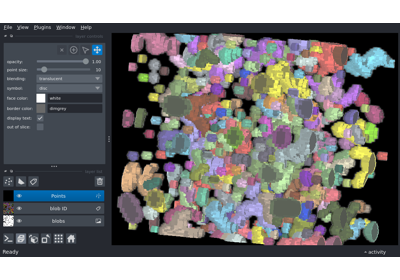 File View Plugins Window Help
opacity: 1.00
point size: 10
blending: translucent
symbol: disc
face color: white
border color: dimgrey
display text:
out of slice:
Points
blob ID
blobs
Ready
activity